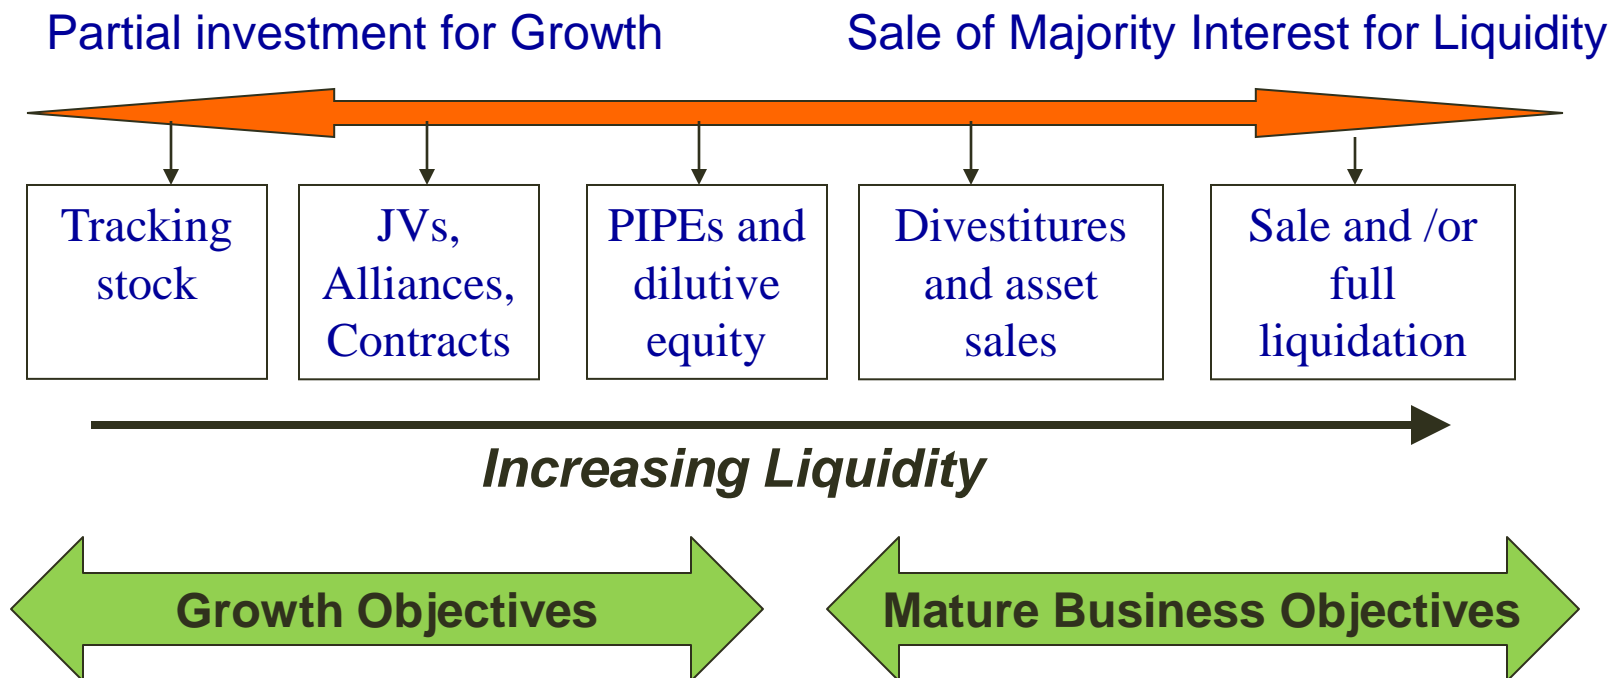 Partial investment for Growth
Sale of Majority Interest for Liquidity
Tracking
stock
JVs,
Alliances,
Contracts
PIPEs and
dilutive
equity
Divestitures
and asset
sales
Sale and /or
full
liquidation
Increasing Liquidity
Growth Objectives
Mature Business Objectives